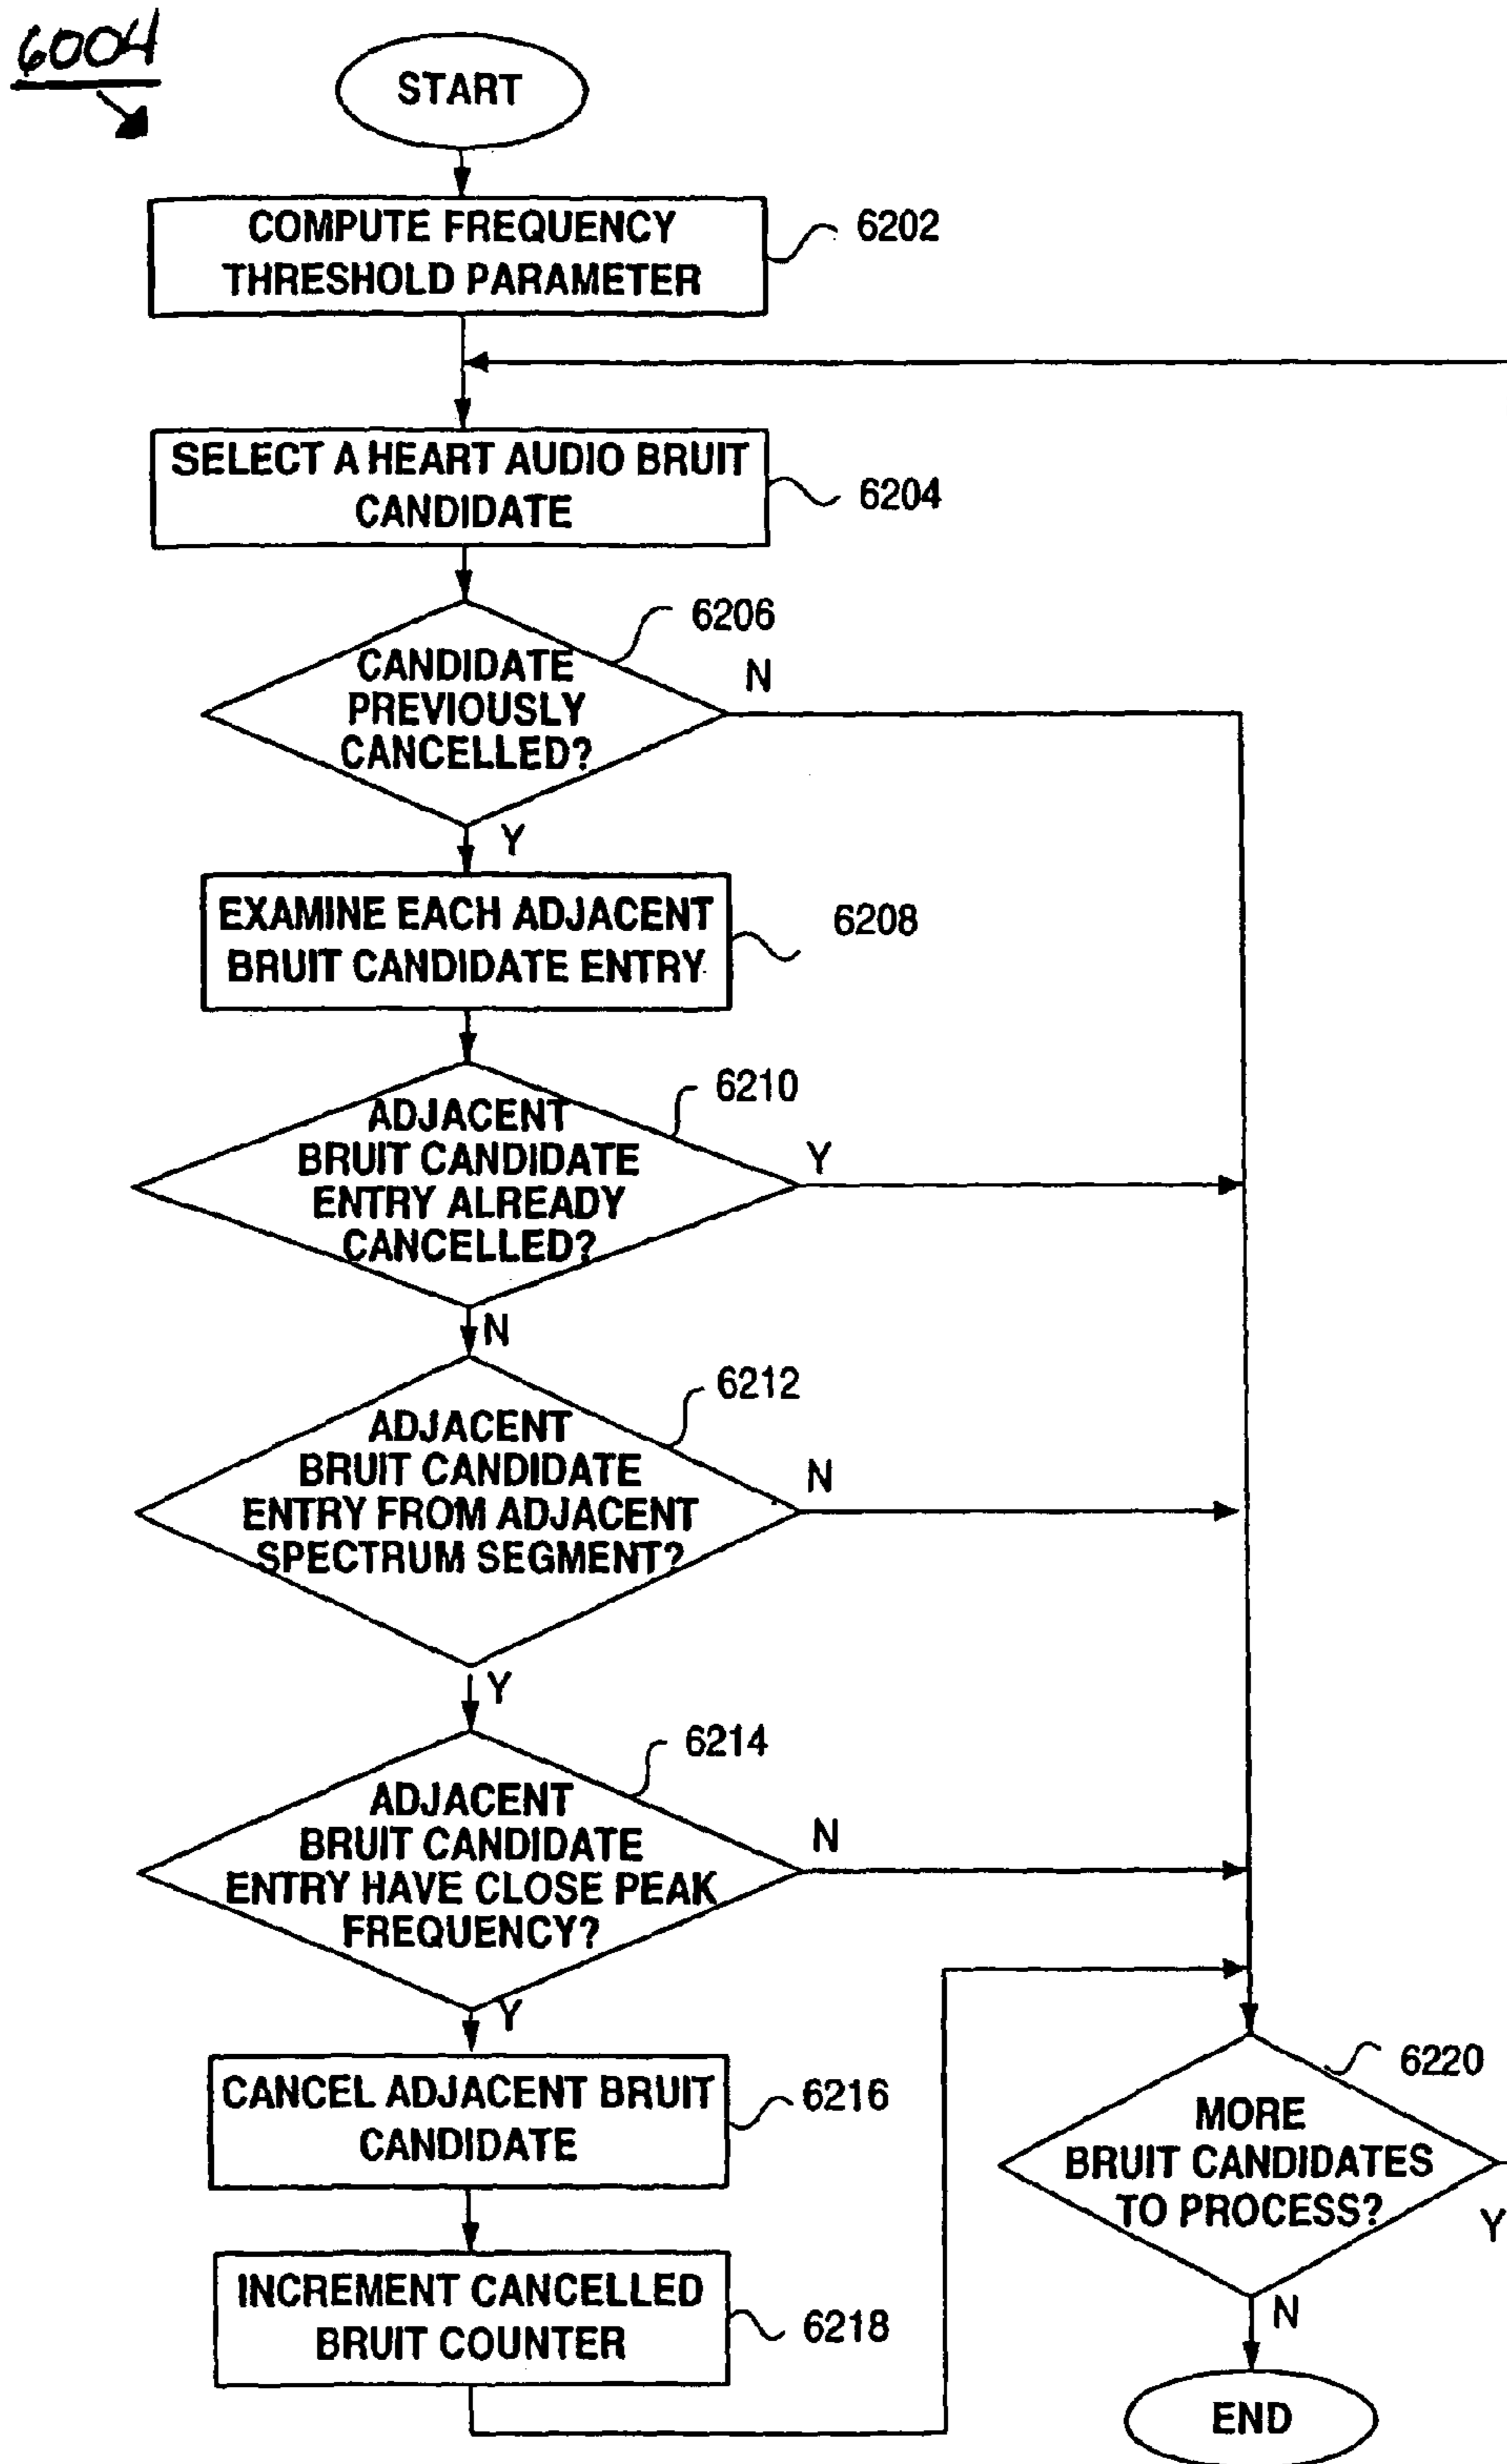 6004
START
COMPUTE FREQUENCY
THRESHOLD PARAMETER
6202
SELECT A HEART AUDIO BRUIT
CANDIDATE
6204
6206
CANDIDATE
PREVIOUSLY
CANCELLED?
N
Y
EXAMINE EACH ADJACENT
BRUIT CANDIDATE ENTRY
6208
6210
ADJACENT
BRUIT CANDIDATE
ENTRY ALREADY
CANCELLED?
Y
N
6212
ADJACENT
BRUIT CANDIDATE
ENTRY FROM ADJACENT
SPECTRUM SEGMENT?
N
Y
6214
ADJACENT
BRUIT CANDIDATE
ENTRY HAVE CLOSE PEAK
FREQUENCY?
N
Y
CANCEL ADJACENT BRUIT
CANDIDATE
6216
INCREMENT CANCELLED
BRUIT COUNTER
6218
6220
MORE
BRUIT CANDIDATES
TO PROCESS?
Y
N
END